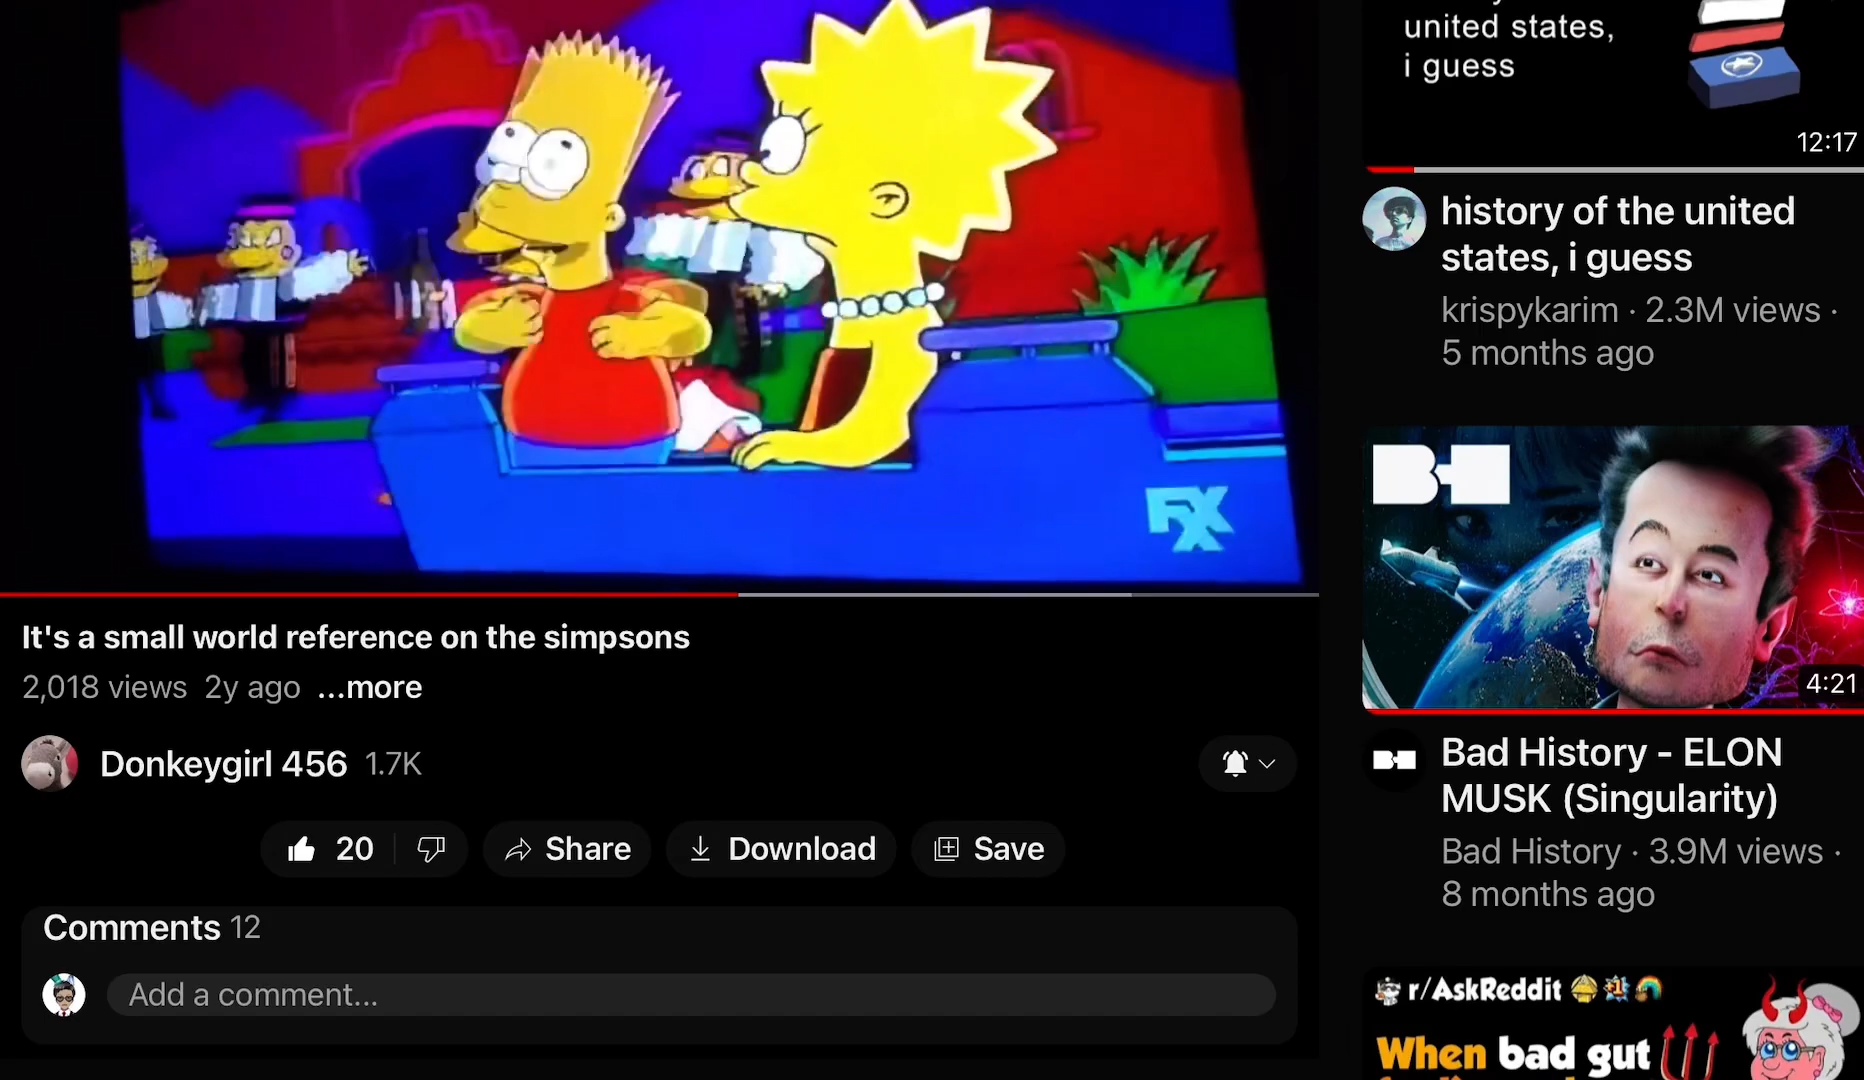 FX
It's a small world reference on the simpsons
2,018 views 2y ago ...more
Donkeygirl 456 1.7K
20
Share
Download
Save
Comments 12
Add a comment...
united states,
i guess
12:17
history of the united
states, i guess
krispykarim · 2.3M views ·
5 months ago
4:21
Bad History - ELON
MUSK (Singularity)
Bad History · 3.9M views ·
8 months ago
r/AskReddit
+1
When bad gut